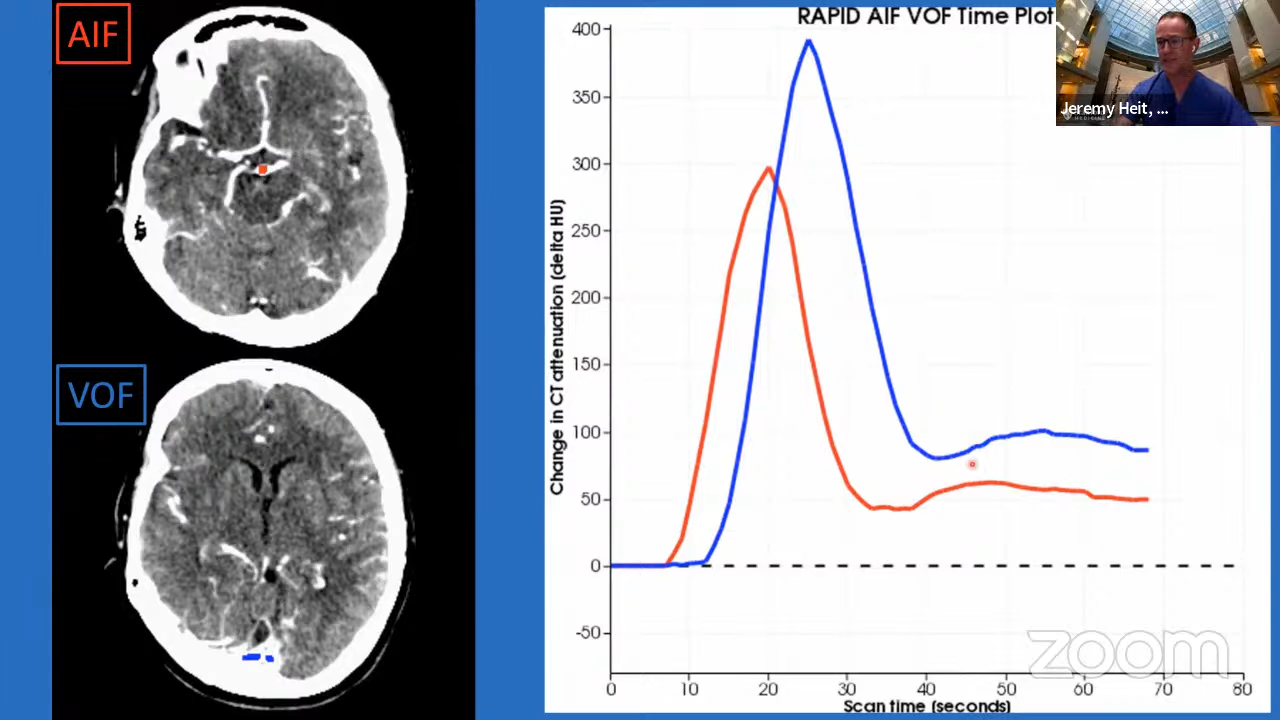 AIF
VOF
RAPID AIF VOF Time Plot
Change in CT attenuation (delta HU)
400
350
300
250
200
150
100
50
0
-50
0 10 20 30 40 50 60 70 80
Scan time (seconds)
Jeremy Heit, ...
MEDICINE
zoom